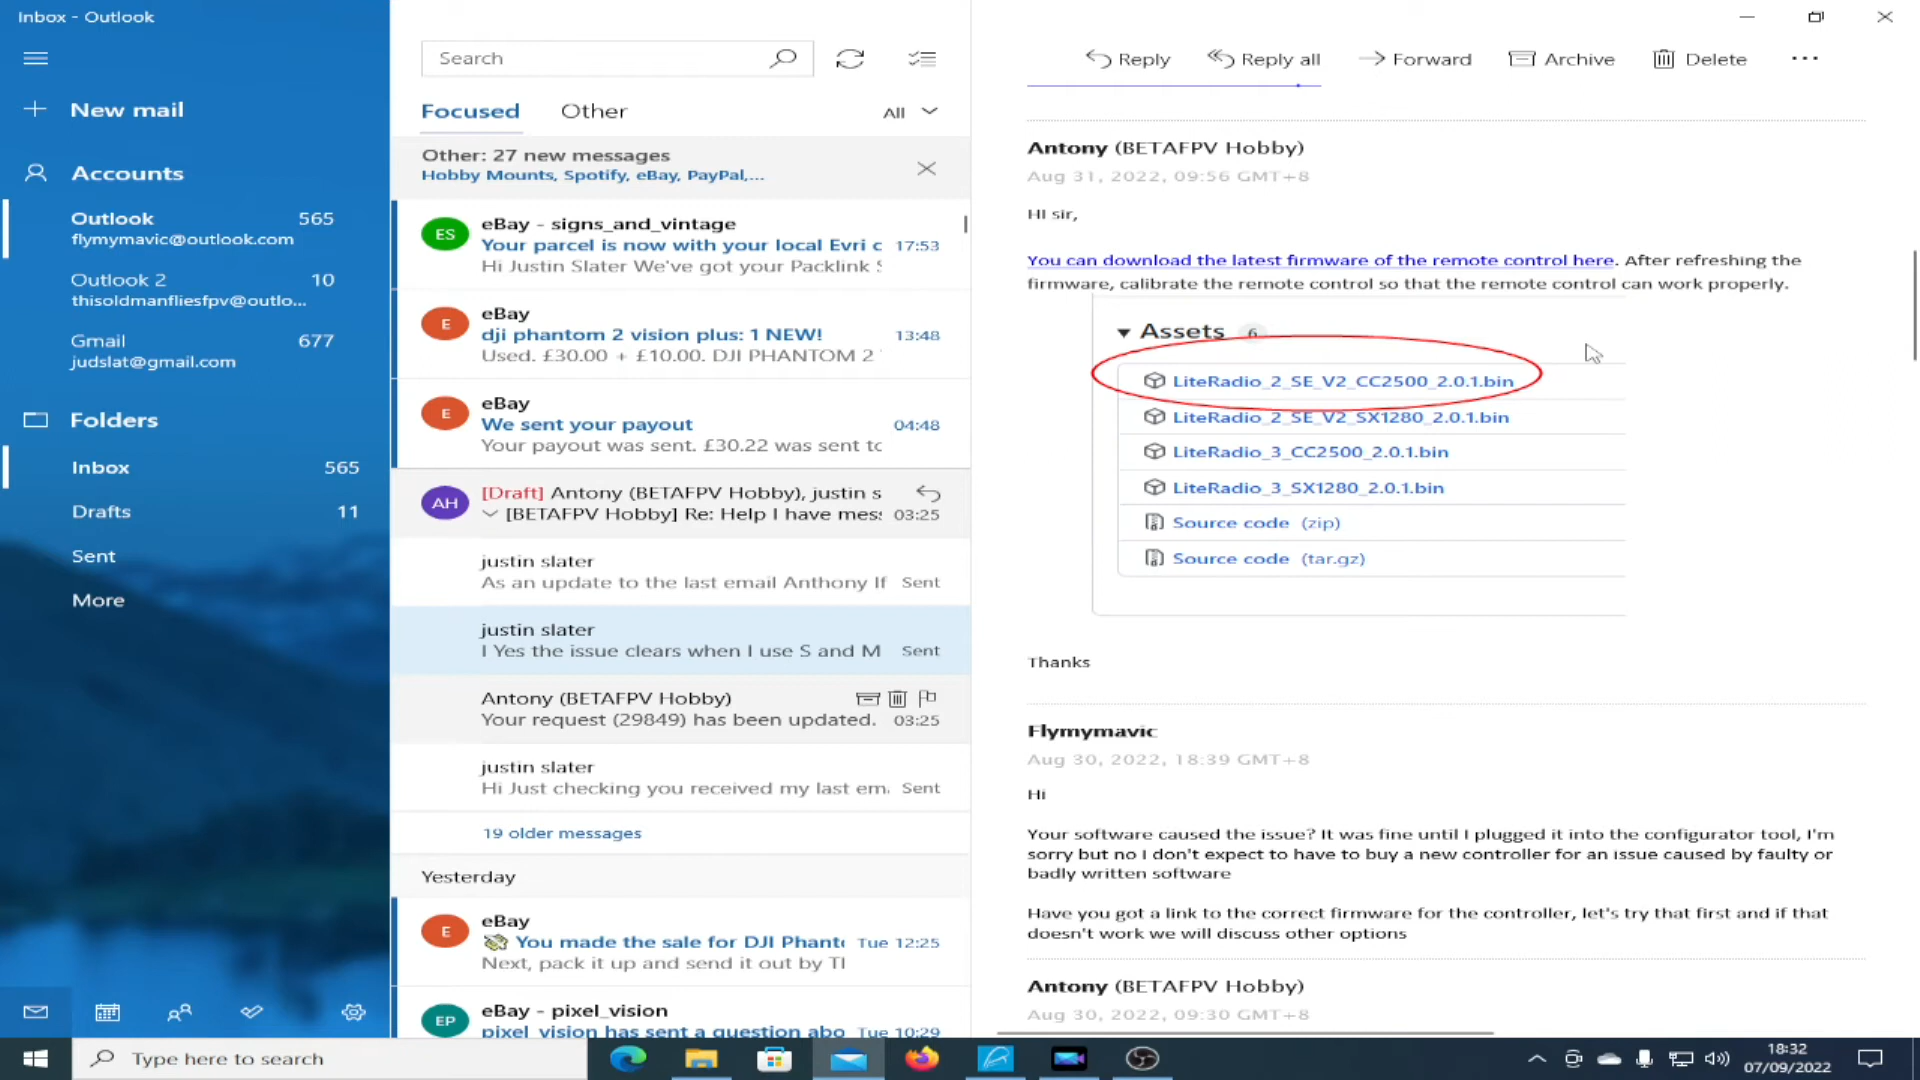 Inbox - Outlook
New mail
Accounts
Outlook 565
flymymavic@outlook.com
Outlook 2 10
thisoldmanfliesfpv@outlo...
Gmail 677
judslat@gmail.com
Folders
Inbox 565
Drafts 11
Sent
More
Search
Focused Other All
Other: 27 new messages
Hobby Mounts, Spotify, eBay, PayPal,...
ES
eBay - signs_and_vintage
Your parcel is now with your local Evri c 17:53
Hi Justin Slater We've got your Packlink S
E
eBay
dji phantom 2 vision plus: 1 NEW! 13:48
Used. £30.00 + £10.00. DJI PHANTOM 2
E
eBay
We sent your payout 04:48
Your payout was sent. £30.22 was sent to
AH
[Draft] Antony (BETAFPV Hobby), justin s
[BETAFPV Hobby] Re: Help I have mes: 03:25
justin slater
As an update to the last email Anthony If Sent
justin slater
I Yes the issue clears when I use S and M Sent
Antony (BETAFPV Hobby)
Your request (29849) has been updated. 03:25
justin slater
Hi Just checking you received my last em. Sent
19 older messages
Yesterday
E
eBay
You made the sale for DJI Phant Tue 12:25
Next, pack it up and send it out by Tl
EP
eBay - pixel_vision
pixel_vision has sent a question abo Tue 10:29
Reply Reply all Forward Archive Delete ...
Antony (BETAFPV Hobby)
Aug 31, 2022, 09:56 GMT+8
HI sir,
You can download the latest firmware of the remote control here. After refreshing the
firmware, calibrate the remote control so that the remote control can work properly.
Assets 6
LiteRadio_2_SE_V2_CC2500_2.0.1.bin
LiteRadio_2_SE_V2_SX1280_2.0.1.bin
LiteRadio_3_CC2500_2.0.1.bin
LiteRadio_3_SX1280_2.0.1.bin
Source code (zip)
Source code (tar.gz)
Thanks
Flymymavic
Aug 30, 2022, 18:39 GMT+8
Hi
Your software caused the issue? It was fine until I plugged it into the configurator tool, I'm
sorry but no I don't expect to have to buy a new controller for an issue caused by faulty or
badly written software
Have you got a link to the correct firmware for the controller, let's try that first and if that
doesn't work we will discuss other options
Antony (BETAFPV Hobby)
Aug 30, 2022, 09:30 GMT+8
Type here to search
18:32
07/09/2022